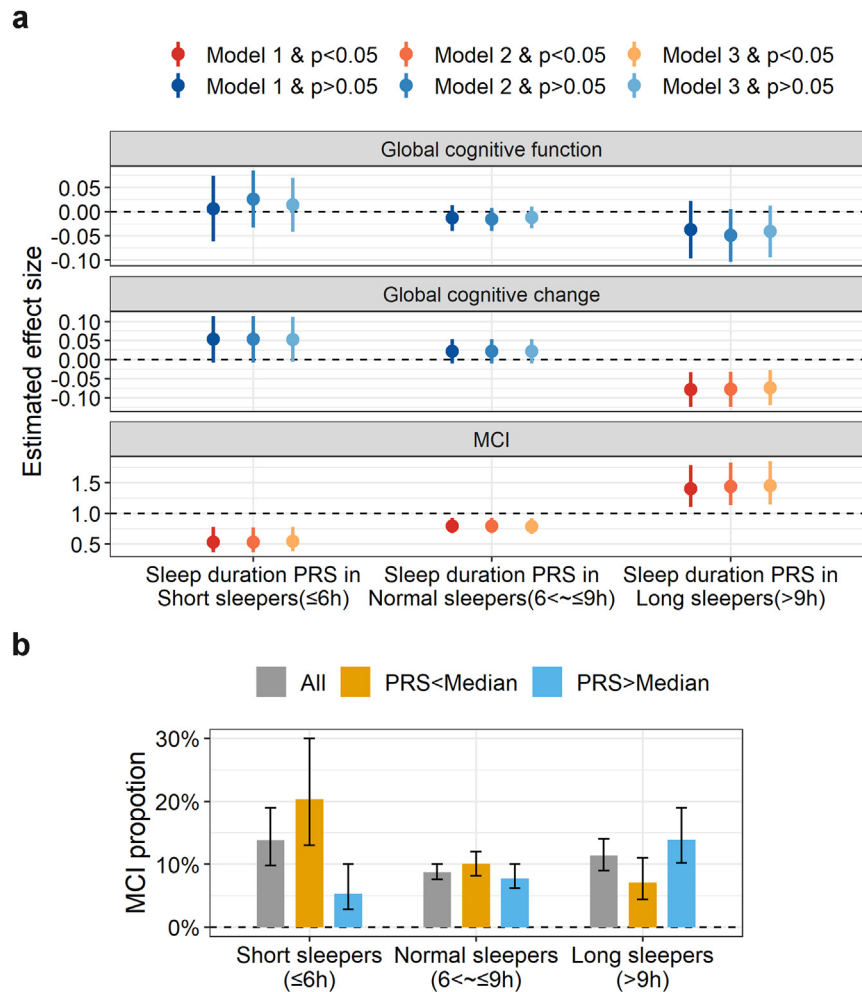 a
Model 1 & p<0.05 Model 2 & p<0.05 Model 3 & p<0.05
Model 1 & p>0.05 Model 2 & p>0.05 Model 3 & p>0.05
Global cognitive function
0.05
0.00
-0.05
-0.10
Global cognitive change
0.10
0.05
0.00
-0.05
-0.10
MCI
1.5
1.0
0.5
Estimated effect size
Sleep duration PRS in Sleep duration PRS in Sleep duration PRS in
Short sleepers(≤6h) Normal sleepers(6<~≤9h) Long sleepers(>9h)
b
All PRS<Median PRS>Median
30%
20%
10%
0%
MCI propotion
Short sleepers Normal sleepers Long sleepers
(≤6h) (6<~≤9h) (>9h)